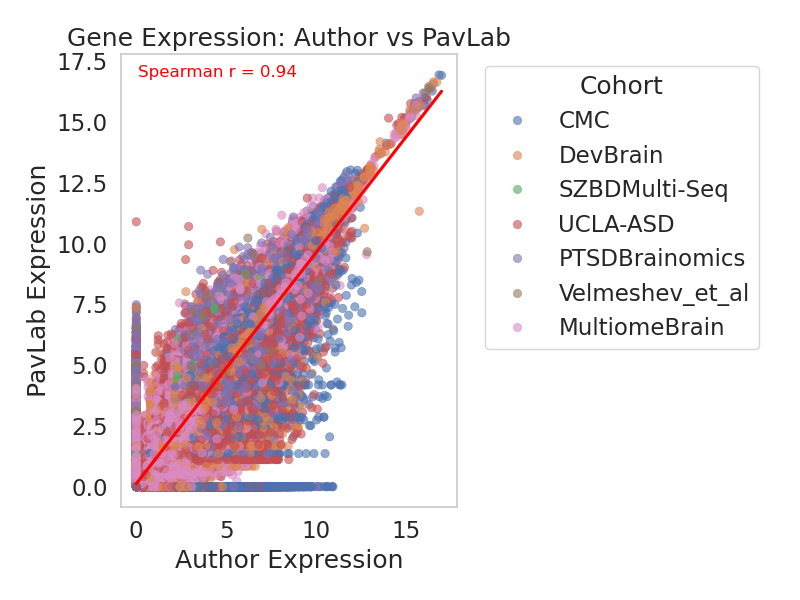 Gene Expression: Author vs PavLab
Spearman r = 0.94
17.5
15.0
12.5
10.0
7.5
5.0
2.5
0.0
PavLab Expression
0 5 10 15
Author Expression
Cohort
CMC
DevBrain
SZBDMulti-Seq
UCLA-ASD
PTSDBrainomics
Velmeshev_et_al
MultiomeBrain